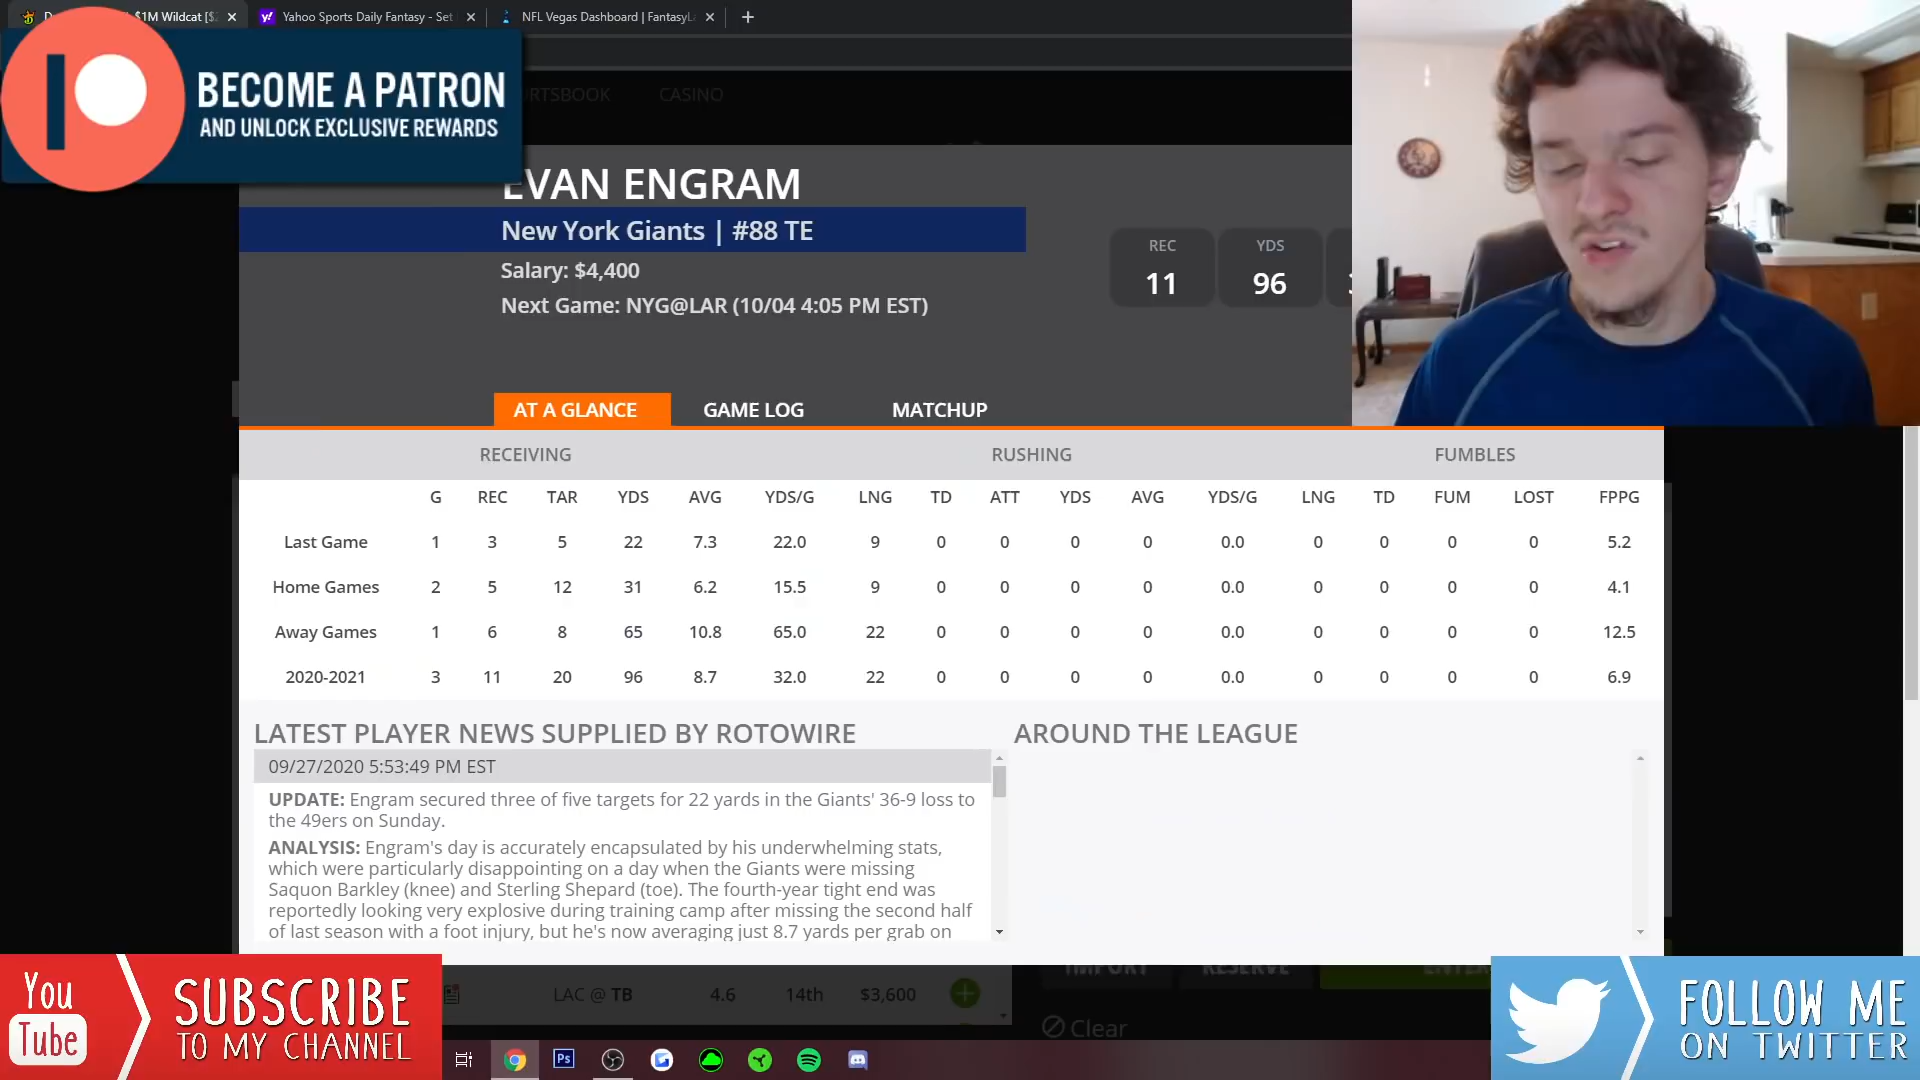 $1M Wildcat [$
Yahoo Sports Daily Fantasy - Set
NFL Vegas Dashboard | FantasyL
BECOME A PATRON
AND UNLOCK EXCLUSIVE REWARDS
RTSBOOK CASINO
EVAN ENGRAM
New York Giants | #88 TE
Salary: $4,400
Next Game: NYG@LAR (10/04 4:05 PM EST)
REC YDS
11 96
AT A GLANCE GAME LOG MATCHUP
RECEIVING RUSHING FUMBLES
G REC TAR YDS AVG YDS/G LNG TD ATT YDS AVG YDS/G LNG TD FUM LOST FPPG
Last Game 1 3 5 22 7.3 22.0 9 0 0 0 0 0.0 0 0 0 0 5.2
Home Games 2 5 12 31 6.2 15.5 9 0 0 0 0 0.0 0 0 0 0 4.1
Away Games 1 6 8 65 10.8 65.0 22 0 0 0 0 0.0 0 0 0 0 12.5
2020-2021 3 11 20 96 8.7 32.0 22 0 0 0 0 0.0 0 0 0 0 6.9
LATEST PLAYER NEWS SUPPLIED BY ROTOWIRE
09/27/2020 5:53:49 PM EST
UPDATE: Engram secured three of five targets for 22 yards in the Giants' 36-9 loss to
the 49ers on Sunday.
ANALYSIS: Engram's day is accurately encapsulated by his underwhelming stats,
which were particularly disappointing on a day when the Giants were missing
Saquon Barkley (knee) and Sterling Shepard (toe). The fourth-year tight end was
reportedly looking very explosive during training camp after missing the second half
of last season with a foot injury, but he's now averaging just 8.7 yards per grab on
AROUND THE LEAGUE
IMPORT RESERVE ENTER
LAC @ TB 4.6 14th $3,600
Clear
You
Tube
SUBSCRIBE
TO MY CHANNEL
FOLLOW ME
ON TWITTER
Ps